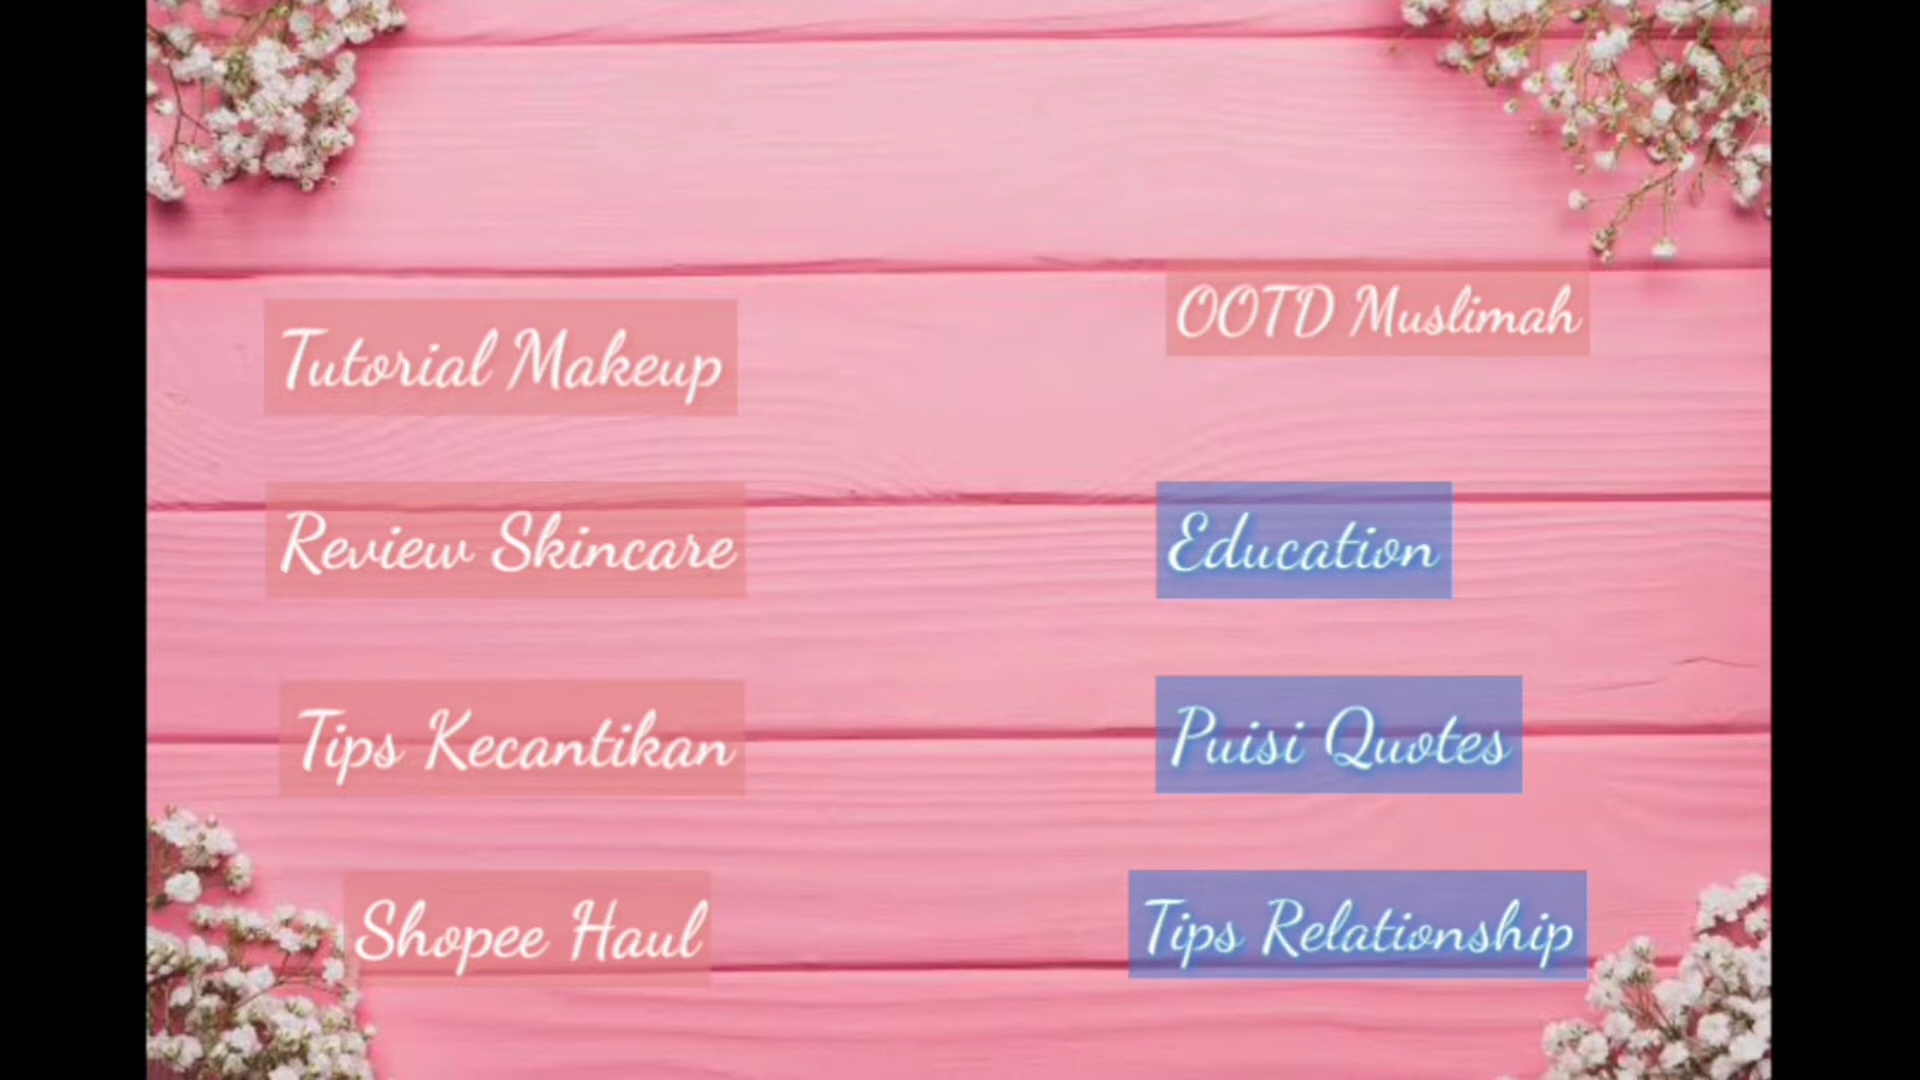 Tutorial Makeup
Review Skincare
Tips Kecantikan
Shopee Haul
OOTD Muslimah
Education
Puisi Quotes
Tips Relationship